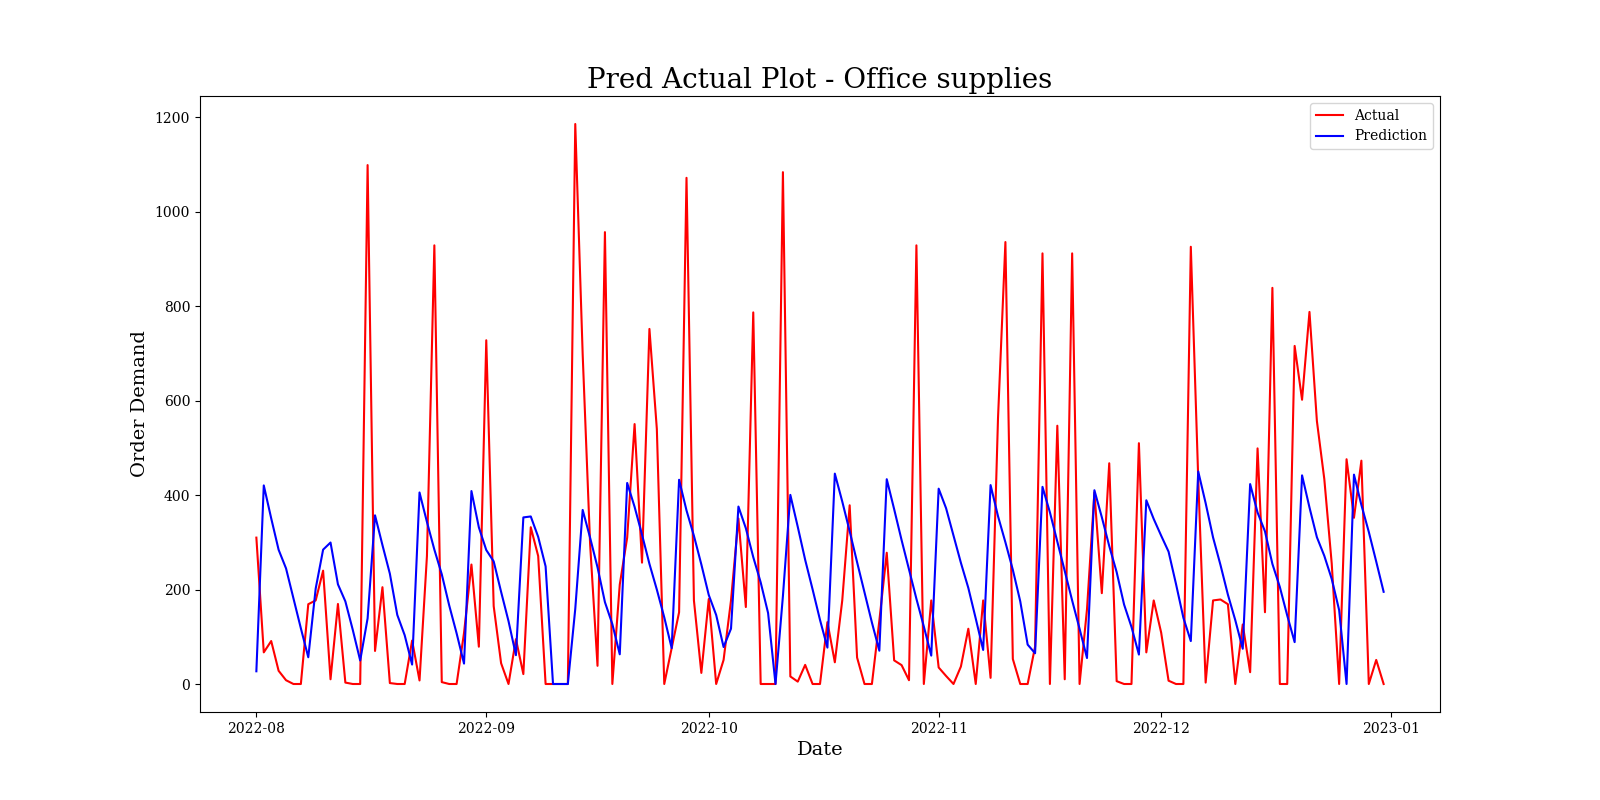 Pred Actual Plot - Office supplies
Actual
Prediction
1200
1000
800
600
400
200
0
Order Demand
2022-08
2022-09
2022-10
2022-11
2022-12
2023-01
Date